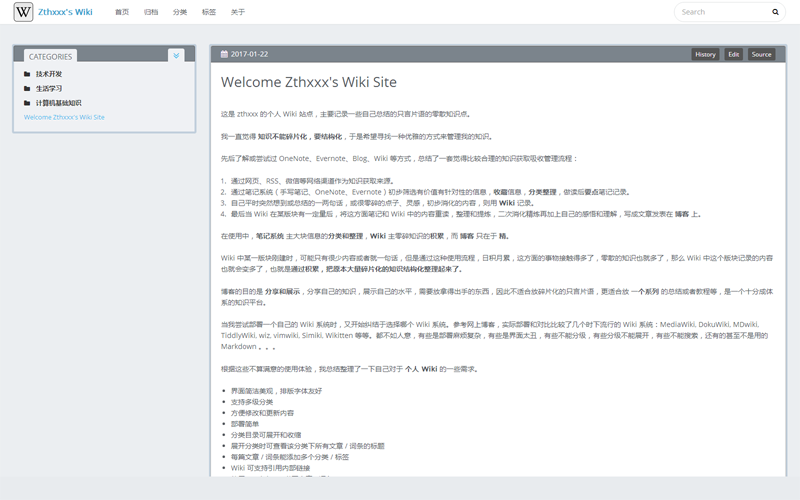 W Zthxxx's Wiki 首页 归档 分类 标签 关于 Search
CATEGORIES
技术开发
生活学习
计算机基础知识
Welcome Zthxxx's Wiki Site
2017-01-22 History Edit Source
Welcome Zthxxx's Wiki Site
这是 zthxxx 的个人 Wiki 站点，主要记录一些自己总结的只言片语的零散知识点。
我一直觉得 知识不能碎片化，要结构化，于是希望寻找一种优雅的方式来管理我的知识。
先后了解或尝试过 OneNote、Evernote、Blog、Wiki 等方式，总结了一套觉得比较合理的知识获取吸收管理流程：
1. 通过网页、RSS、微信等网络渠道作为知识获取来源。
2. 通过笔记系统（手写笔记、OneNote、Evernote）初步筛选有价值有针对性的信息，收藏信息，分类整理，做读后要点笔记记录。
3. 自己平时突然想到或总结的一两句话，或很零碎的点子、灵感，初步消化的内容，则用 Wiki 记录。
4. 最后当 Wiki 在某版块有一定量后，将这方面笔记和 Wiki 中的内容重读，整理和提炼，二次消化精炼再加上自己的感悟和理解，写成文章发表在 博客 上。
在使用中，笔记系统 主大块信息的分类和整理，Wiki 主零碎知识的积累，而 博客 只在于 精。
Wiki 中某一版块刚建时，可能只有很少内容或者就一句话，但是通过这种使用流程，日积月累，这方面的事物接触得多了，零散的知识也就多了，那么 Wiki 中这个版块记录的内容
也就会变多了，也就是通过积累，把原本大量碎片化的知识结构化整理起来了。
博客的目的是 分享和展示，分享自己的知识，展示自己的水平，需要放拿得出手的东西，因此不适合放碎片化的只言片语，更适合放 一个系列 的总结或者教程等，是一个十分成体
系的知识平台。
当我尝试部署一个自己的 Wiki 系统时，又开始纠结于选择哪个 Wiki 系统。参考网上博客，实际部署和对比比较了几个时下流行的 Wiki 系统：MediaWiki, DokuWiki, MDwiki,
TiddlyWiki, wiz, vimwiki, Simiki, Wikitten 等等。都不如人意，有些是部署麻烦复杂，有些是界面太丑，有些不能分级，有些分级不能展开，有些不能搜索，还有的甚至不是用的
Markdown 。。。
根据这些不算满意的使用体验，我总结整理了一下自己对于 个人 Wiki 的一些需求。
• 界面简洁美观，排版字体友好
• 支持多级分类
• 方便修改和更新内容
• 部署简单
• 分类目录可展开和收缩
• 展开分类时可查看该分类下所有文章 / 词条的标题
• 每篇文章 / 词条能添加多个分类 / 标签
• Wiki 可支持引用内部链接